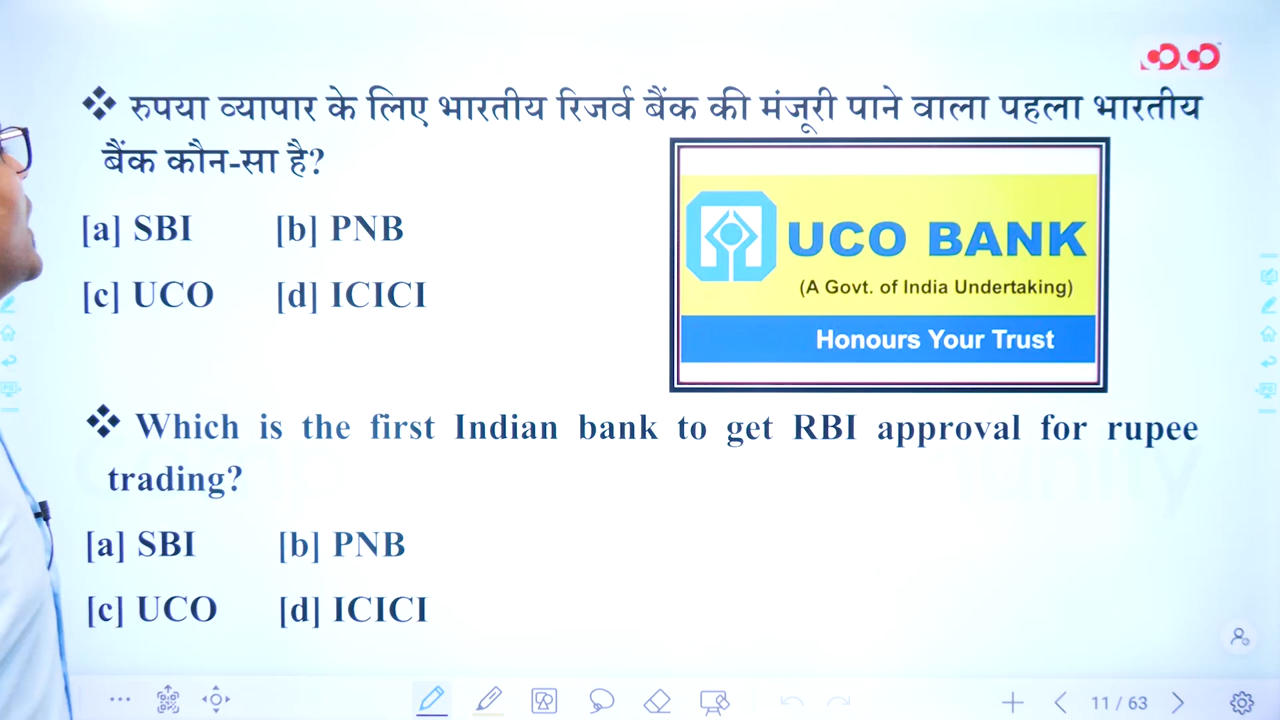 ❖ रुपया व्यापार के लिए भारतीय रिजर्व बैंक की मंजूरी पाने वाला पहला भारतीय
बैंक कौन-सा है?
[a] SBI [b] PNB
[c] UCO [d] ICICI
UCO BANK
(A Govt. of India Undertaking)
Honours Your Trust
❖ Which is the first Indian bank to get RBI approval for rupee
trading?
[a] SBI [b] PNB
[c] UCO [d] ICICI
11 / 63